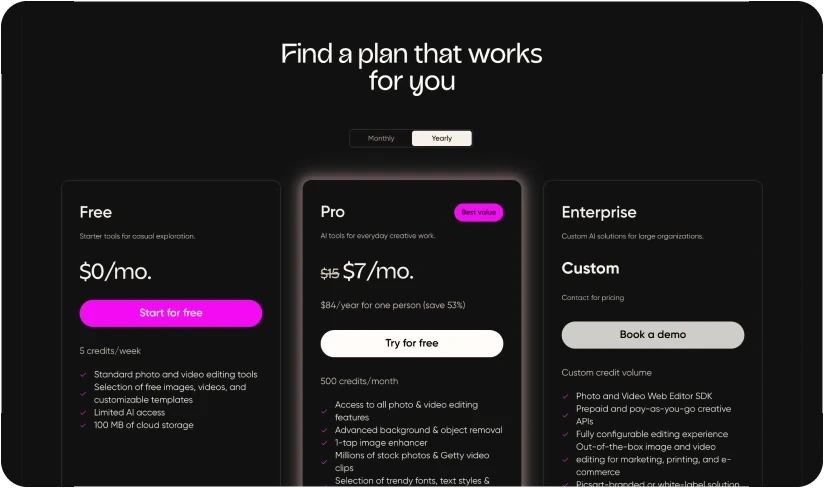 Find a plan that works
for you
Monthly
Yearly
Free
Starter tools for casual exploration.
$0/mo.
Start for free
5 credits/week
Standard photo and video editing tools
Selection of free images, videos, and
customizable templates
Limited AI access
100 MB of cloud storage
Pro
Best value
AI tools for everyday creative work.
$15 $7/mo.
$84/year for one person (save 53%)
Try for free
500 credits/month
Access to all photo & video editing
features
Advanced background & object removal
1-tap image enhancer
Millions of stock photos & Getty video
clips
Selection of trendy fonts, text styles &
Enterprise
Custom AI solutions for large organizations.
Custom
Contact for pricing
Book a demo
Custom credit volume
Photo and Video Web Editor SDK
Prepaid and pay-as-you-go creative
APIs
Fully configurable editing experience
Out-of-the-box image and video
editing for marketing, printing, and e-
commerce
Picsart-branded or white-label solution